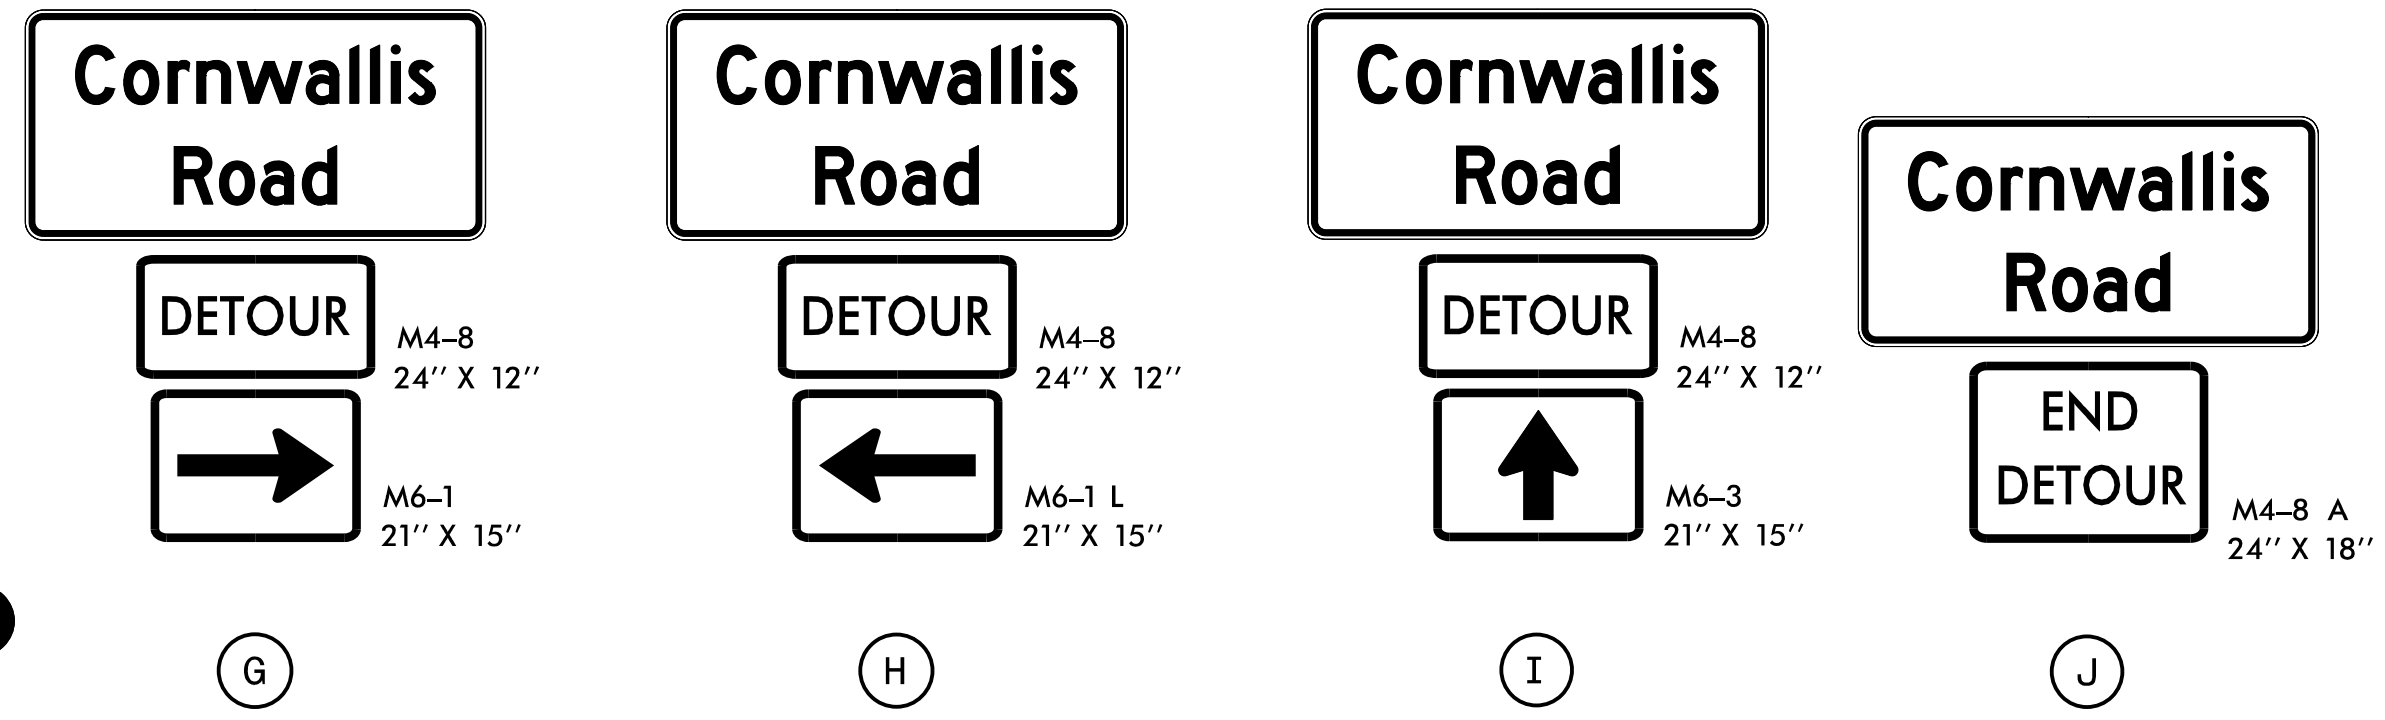 Cornwallis
Road
DETOUR
M4–8
24'' X 12''
M6–1
21'' X 15''
G
Cornwallis
Road
DETOUR
M4–8
24'' X 12''
M6–1 L
21'' X 15''
H
Cornwallis
Road
DETOUR
M4–8
24'' X 12''
M6–3
21'' X 15''
I
Cornwallis
Road
END
DETOUR
M4–8 A
24'' X 18''
J